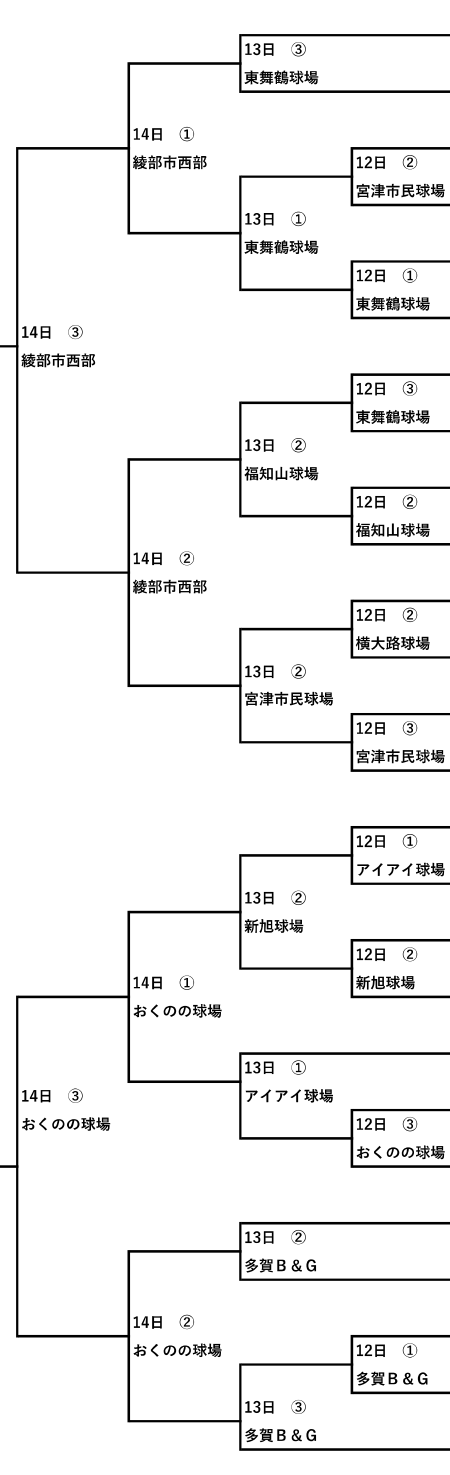 13日 ③
東舞鶴球場
14日 ①
綾部市西部
12日 ②
宮津市民球場
13日 ①
東舞鶴球場
12日 ①
東舞鶴球場
14日 ③
綾部市西部
12日 ③
東舞鶴球場
13日 ②
福知山球場
12日 ②
福知山球場
14日 ②
綾部市西部
12日 ②
横大路球場
13日 ②
宮津市民球場
12日 ③
宮津市民球場
12日 ①
アイアイ球場
13日 ②
新旭球場
12日 ②
新旭球場
14日 ①
おくのの球場
13日 ①
アイアイ球場
14日 ③
おくのの球場
12日 ③
おくのの球場
13日 ②
多賀B&G
14日 ②
おくのの球場
12日 ①
多賀B&G
13日 ③
多賀B&G